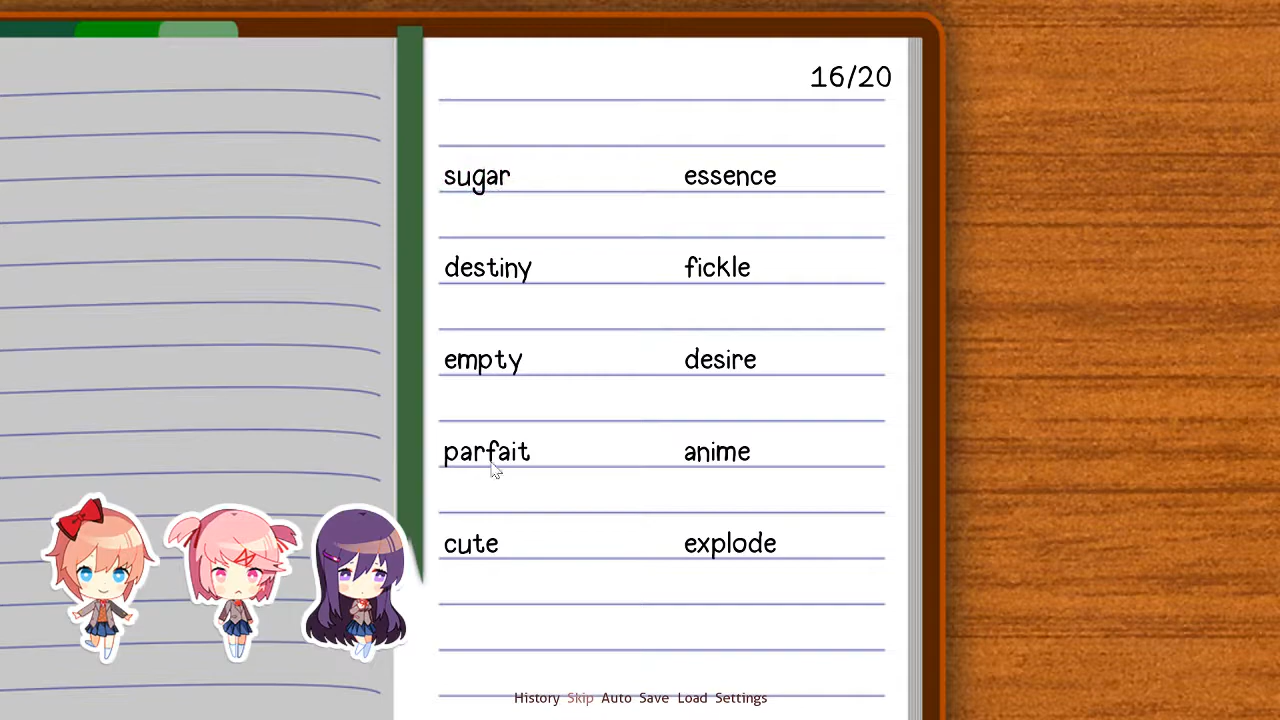 16/20
sugar essence
destiny fickle
empty desire
parfait anime
cute explode
History Skip Auto Save Load Settings